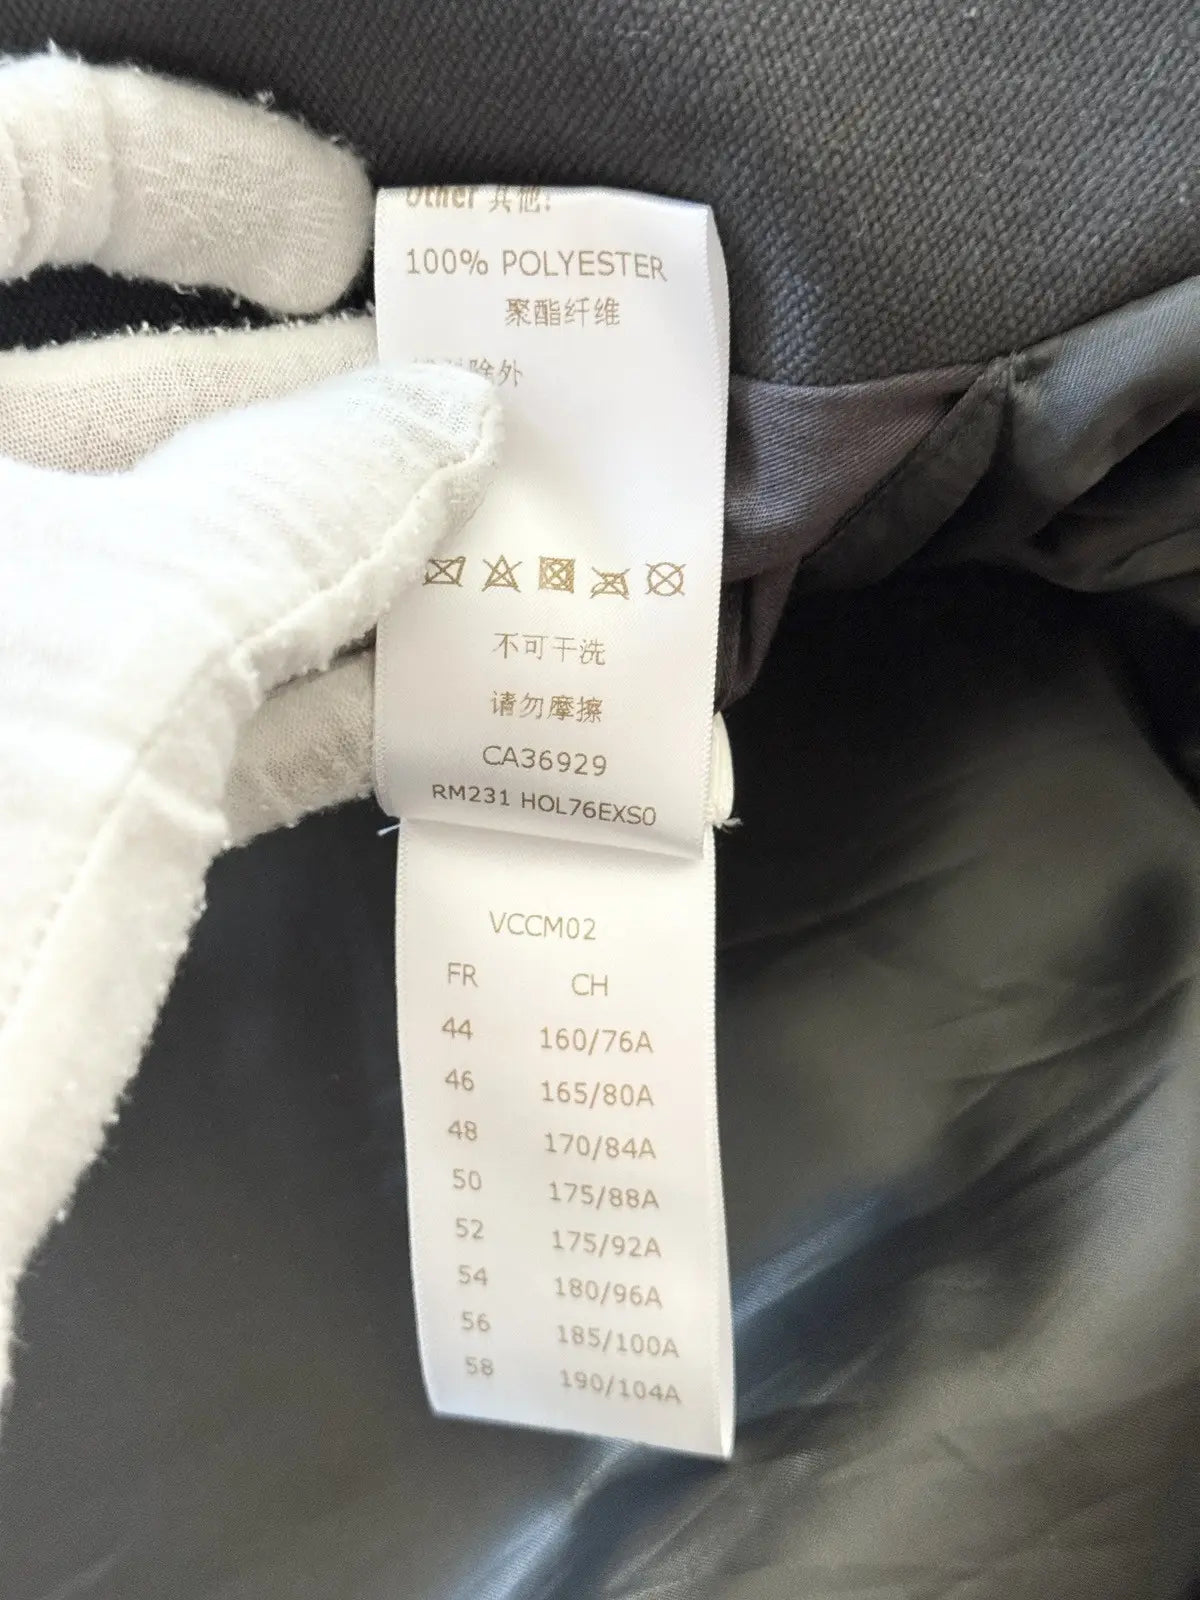 Other 其他:
100% POLYESTER
聚酯纤维
除外
不可干洗
请勿摩擦
CA36929
RM231 HOL76EXS0
VCCM02
FR CH
44 160/76A
46 165/80A
48 170/84A
50 175/88A
52 175/92A
54 180/96A
56 185/100A
58 190/104A